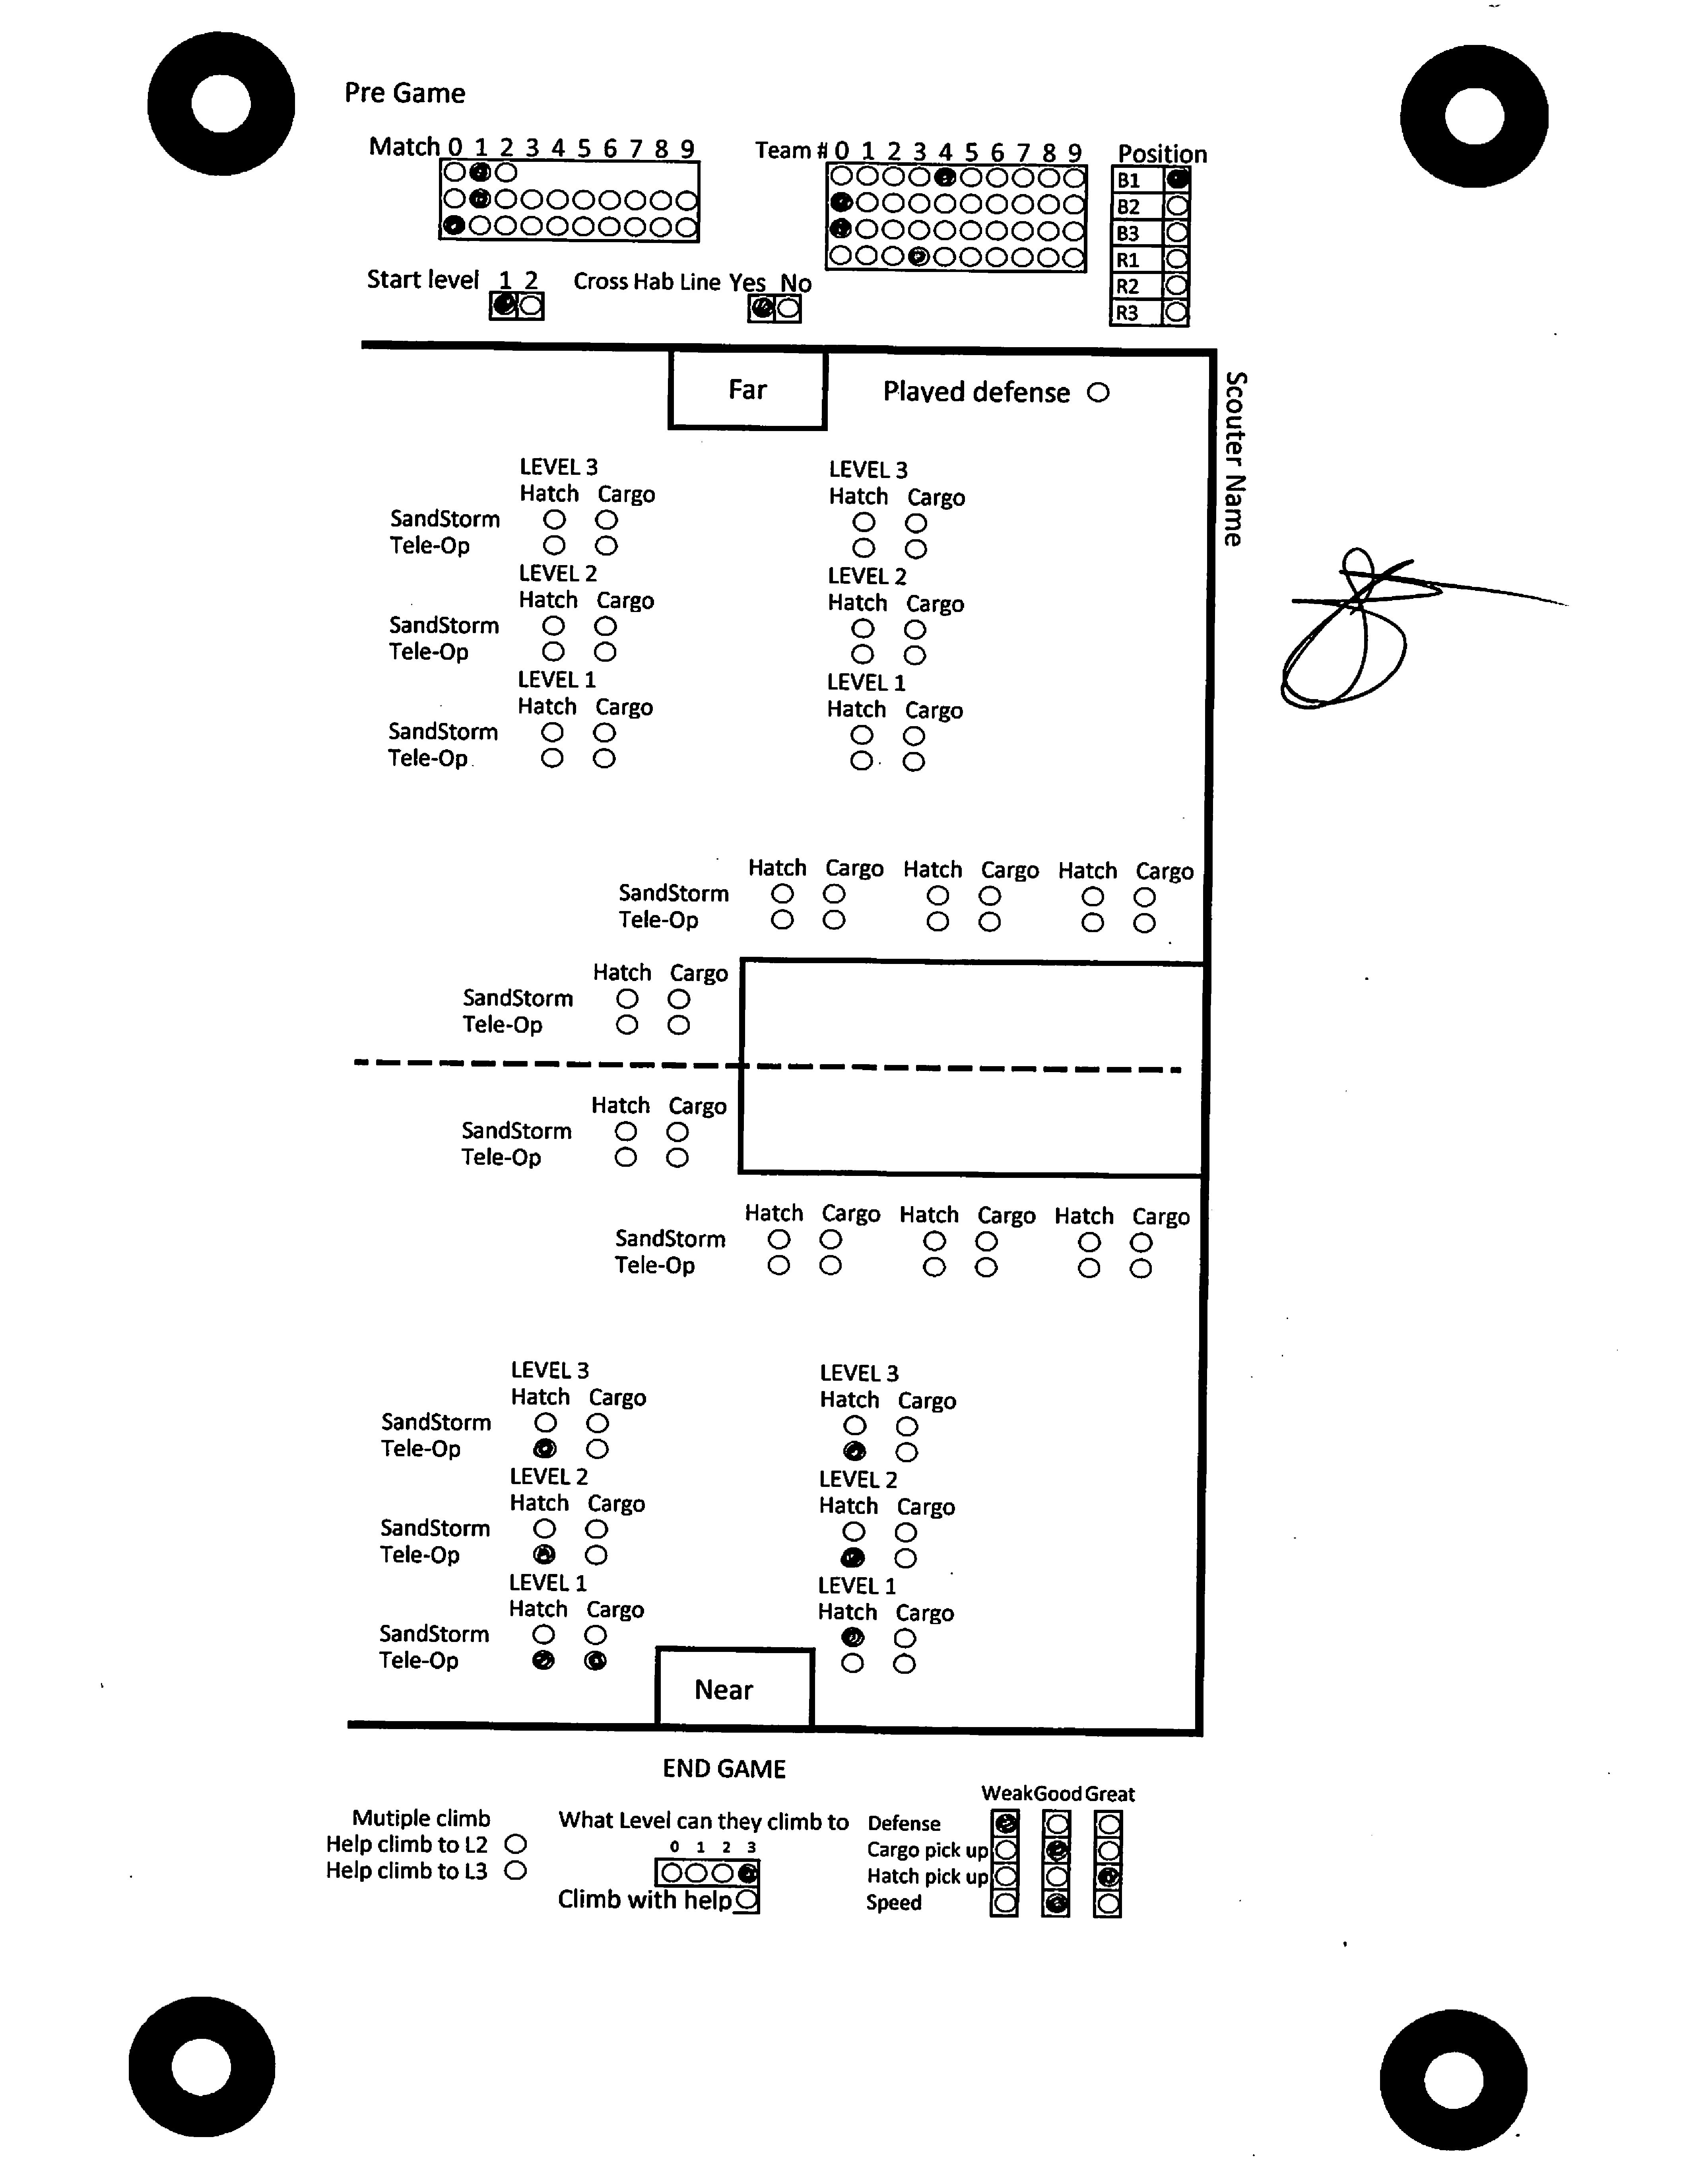 Pre Game
Match 0 1 2 3 4 5 6 7 8 9
Team # 0 1 2 3 4 5 6 7 8 9
Position
B1
B2
B3
R1
R2
R3
Start level 1 2
Cross Hab Line Yes No
Far
Played defense
Scouter Name
LEVEL 3 LEVEL 3
Hatch Cargo Hatch Cargo
SandStorm
Tele-Op
LEVEL 2 LEVEL 2
Hatch Cargo Hatch Cargo
SandStorm
Tele-Op
LEVEL 1 LEVEL 1
Hatch Cargo Hatch Cargo
SandStorm
Tele-Op
Hatch Cargo Hatch Cargo Hatch Cargo
SandStorm
Tele-Op
Hatch Cargo
SandStorm
Tele-Op
Hatch Cargo
SandStorm
Tele-Op
Hatch Cargo Hatch Cargo Hatch Cargo
SandStorm
Tele-Op
LEVEL 3 LEVEL 3
Hatch Cargo Hatch Cargo
SandStorm
Tele-Op
LEVEL 2 LEVEL 2
Hatch Cargo Hatch Cargo
SandStorm
Tele-Op
LEVEL 1 LEVEL 1
Hatch Cargo Hatch Cargo
SandStorm
Tele-Op
Near
END GAME
Mutiple climb
Help climb to L2
Help climb to L3
What Level can they climb to
0 1 2 3
Climb with help
Weak Good Great
Defense
Cargo pick up
Hatch pick up
Speed